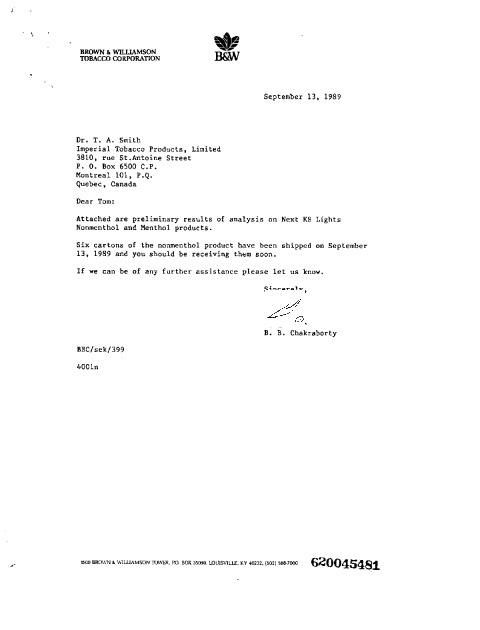 BROWN & WILLIAMSON
TOBACCO CORPORATION
B&W
September 13, 1989
Dr. T. A. Smith
Imperial Tobacco Products, Limited
3810, rue St.Antoine Street
P. O. Box 6500 C.P.
Montreal 101, P.Q.
Quebec, Canada
Dear Tom:
Attached are preliminary results of analysis on Next KS Lights
Nonmenthol and Menthol products.
Six cartons of the nonmenthol product have been shipped on September
13, 1989 and you should be receiving them soon.
If we can be of any further assistance please let us know.
Sincerely,
B. B. Chakraborty
BBC/sek/399
4001n
1500 BROWN & WILLIAMSON TOWER, P.O. BOX 35090, LOUISVILLE, KY 40232, (502) 568-7000
620045481